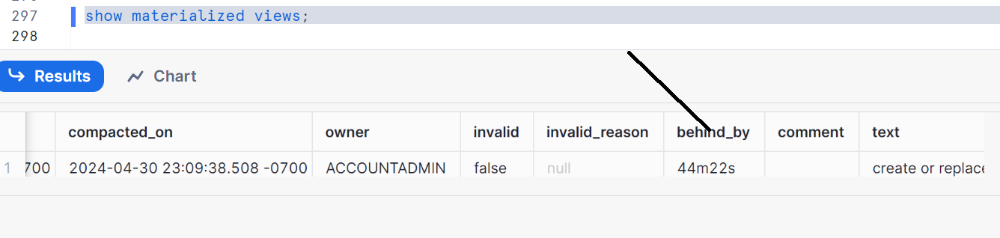 297 show materialized views;
298
Results Chart
compacted_on owner invalid invalid_reason behind_by comment text
1 700 2024-04-30 23:09:38.508 -0700 ACCOUNTADMIN false null 44m22s create or replace